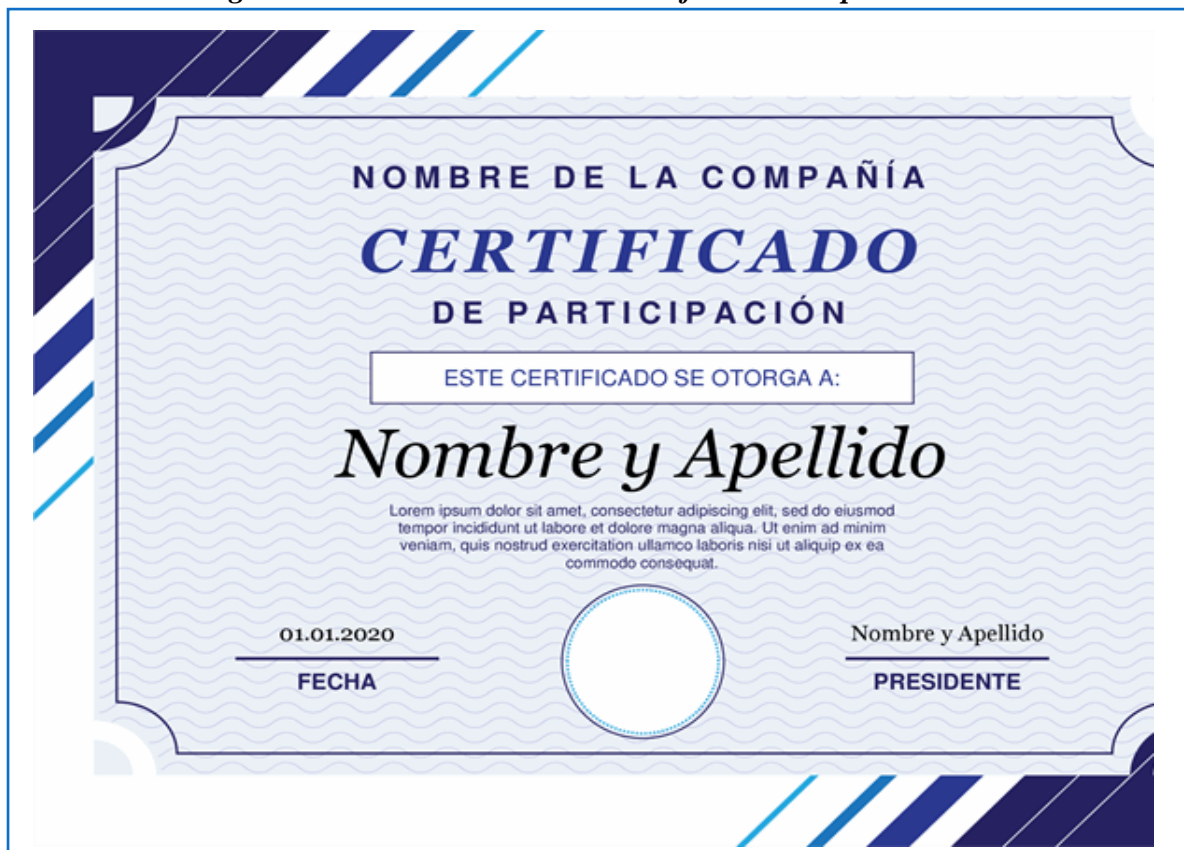 NOMBRE DE LA COMPAÑÍA
CERTIFICADO
DE PARTICIPACIÓN
ESTE CERTIFICADO SE OTORGA A:
Nombre y Apellido
Lorem ipsum dolor sit amet, consectetur adipiscing elit, sed do eiusmod
tempor incididunt ut labore et dolore magna aliqua. Ut enim ad minim
veniam, quis nostrud exercitation ullamco laboris nisi ut aliquip ex ea
commodo consequat.
01.01.2020
FECHA
Nombre y Apellido
PRESIDENTE